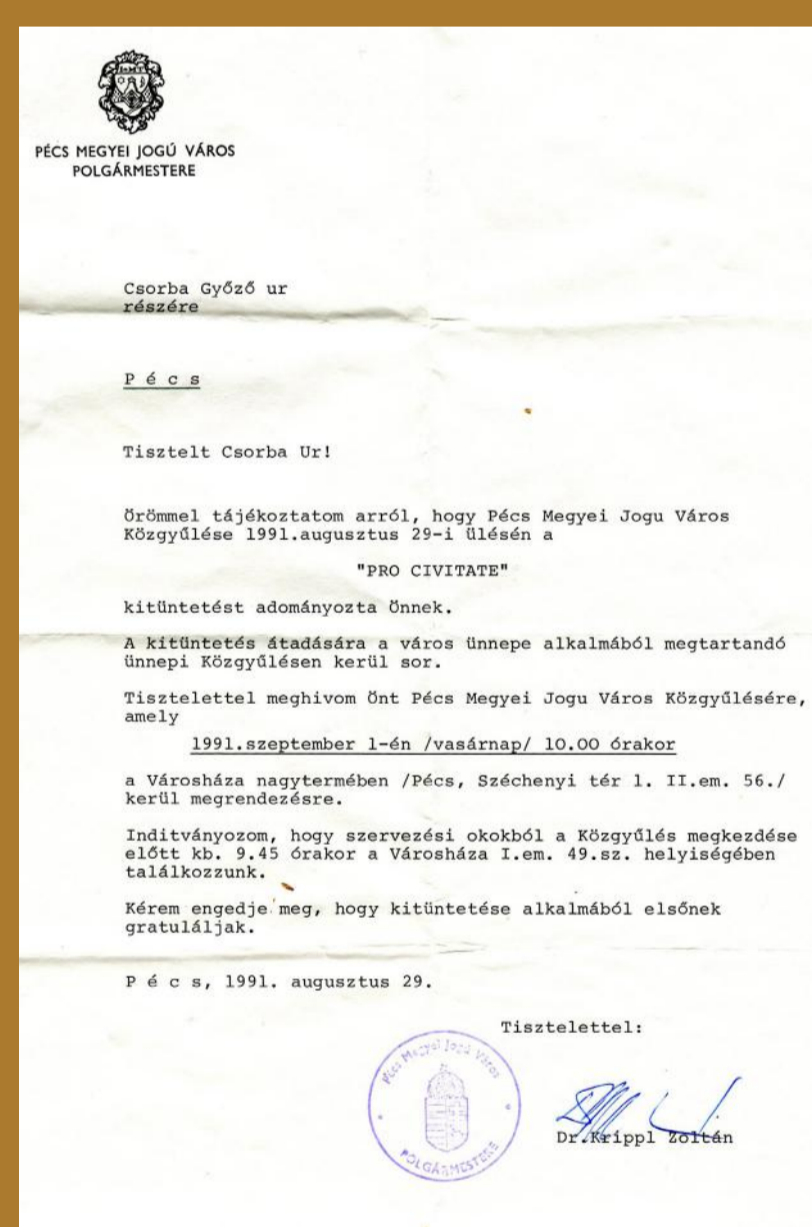 PÉCS MEGYEI JOGÚ VÁROS
POLGÁRMESTERE
Csorba Győző ur
részére
P é c s
Tisztelt Csorba Ur!
Örömmel tájékoztatom arról, hogy Pécs Megyei Jogu Város
Közgyűlése 1991.augusztus 29-i ülésén a
"PRO CIVITATE"
kitüntetést adományozta Önnek.
A kitüntetés átadására a város ünnepe alkalmából megtartandó
ünnepi Közgyűlésen kerül sor.
Tisztelettel meghivom Önt Pécs Megyei Jogu Város Közgyűlésére,
amely
1991.szeptember 1-én /vasárnap/ 10.00 órakor
a Városháza nagytermében /Pécs, Széchenyi tér 1. II.em. 56./
kerül megrendezésre.
Inditványozom, hogy szervezési okokból a Közgyűlés megkezdése
előtt kb. 9.45 órakor a Városháza I.em. 49.sz. helyiségében
találkozzunk.
Kérem engedje meg, hogy kitüntetése alkalmából elsőnek
gratuláljak.
P é c s, 1991. augusztus 29.
Tisztelettel:
Pécs Megyei Jogú Város
POLGÁRMESTERE
Dr.Krippl Zoltán